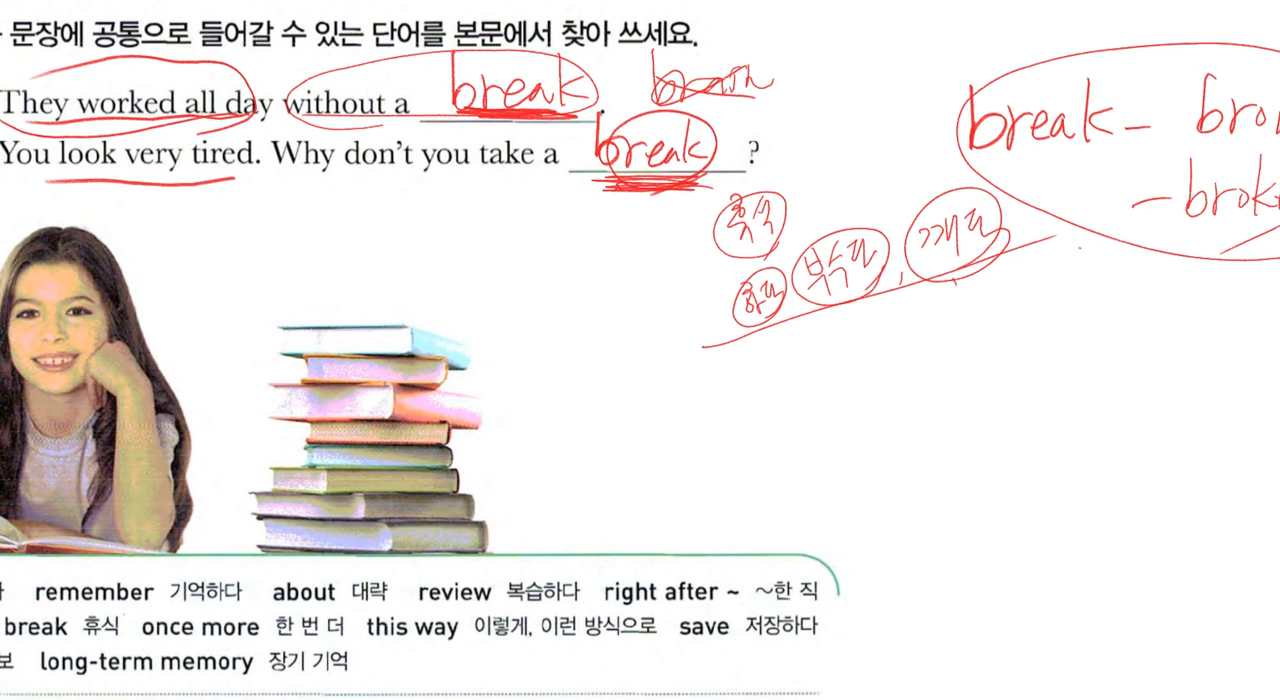 문장에 공통으로 들어갈 수 있는 단어를 본문에서 찾아 쓰세요.
They worked all day without a break.
You look very tired. Why don't you take a break?
break -
휴식
부수다,
remember 기억하다 about 대략 review 복습하다 right after ~ ~한 직
break 휴식 once more 한 번 더 this way 이렇게, 이런 방식으로 save 저장하다
보 long-term memory 장기 기억